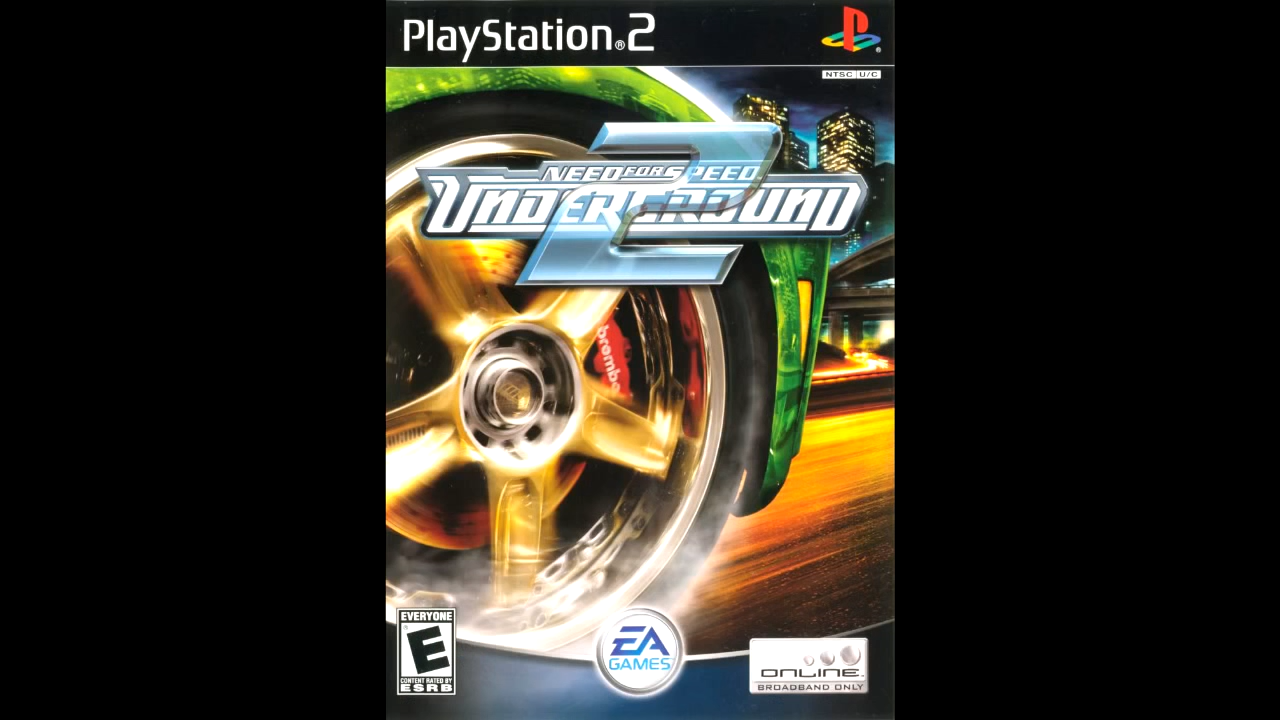 PlayStation®2
NTSC U/C
NEED FOR SPEED
UNDERGROUND
2
brembo
EVERYONE
E
CONTENT RATED BY
ESRB
EA
GAMES
ONLINE
BROADBAND ONLY